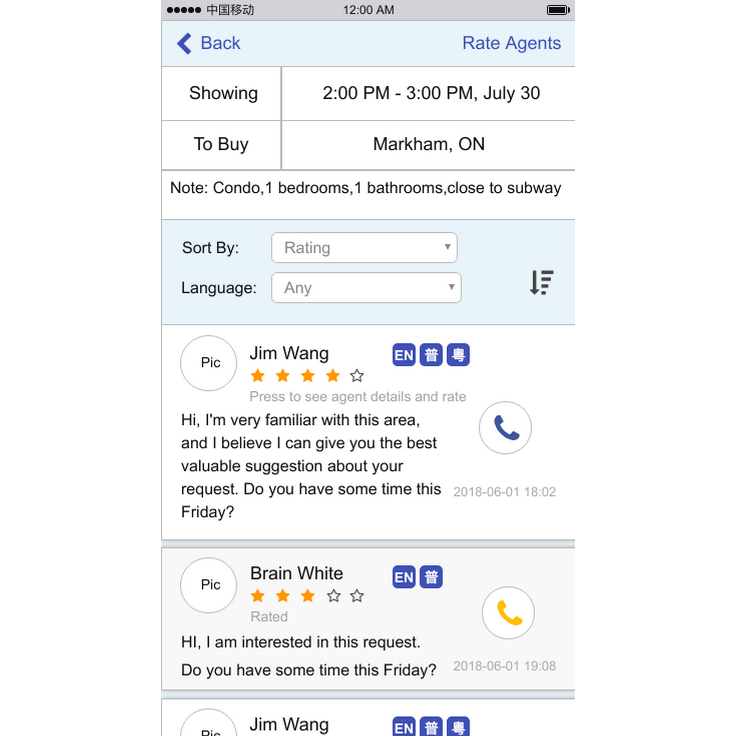 中国移动 12:00 AM
Back Rate Agents
Showing 2:00 PM - 3:00 PM, July 30
To Buy Markham, ON
Note: Condo,1 bedrooms,1 bathrooms,close to subway
Sort By: Rating
Language: Any
Pic Jim Wang EN 普 粤
Press to see agent details and rate
Hi, I'm very familiar with this area,
and I believe I can give you the best
valuable suggestion about your
request. Do you have some time this
Friday?
2018-06-01 18:02
Pic Brain White EN 普
Rated
HI, I am interested in this request.
Do you have some time this Friday?
2018-06-01 19:08
Pic Jim Wang EN 普 粤